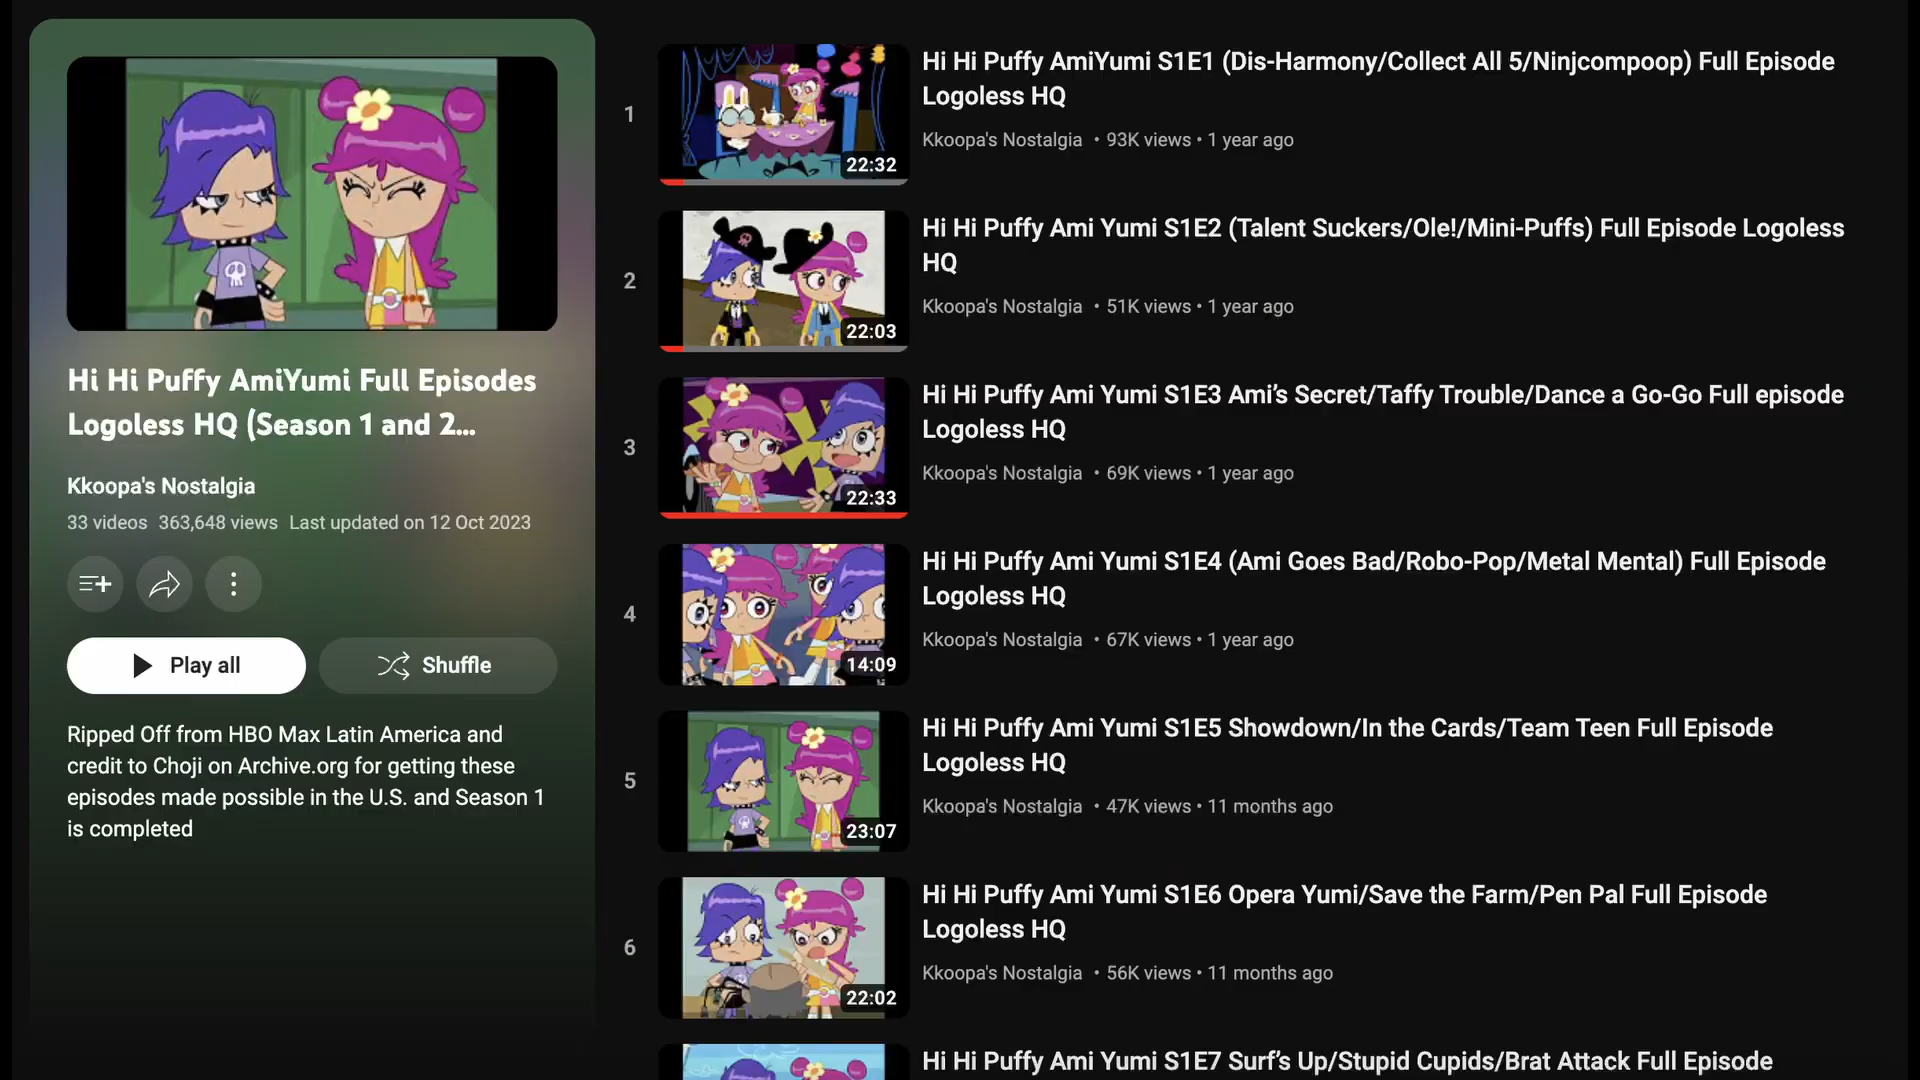 Hi Hi Puffy AmiYumi Full Episodes
Logoless HQ (Season 1 and 2...
Kkoopa's Nostalgia
33 videos 363,648 views Last updated on 12 Oct 2023
Play all
Shuffle
Ripped Off from HBO Max Latin America and
credit to Choji on Archive.org for getting these
episodes made possible in the U.S. and Season 1
is completed
1
22:32
Hi Hi Puffy AmiYumi S1E1 (Dis-Harmony/Collect All 5/Ninjcompoop) Full Episode
Logoless HQ
Kkoopa's Nostalgia • 93K views • 1 year ago
2
22:03
Hi Hi Puffy Ami Yumi S1E2 (Talent Suckers/Ole!/Mini-Puffs) Full Episode Logoless
HQ
Kkoopa's Nostalgia • 51K views • 1 year ago
3
22:33
Hi Hi Puffy Ami Yumi S1E3 Ami’s Secret/Taffy Trouble/Dance a Go-Go Full episode
Logoless HQ
Kkoopa's Nostalgia • 69K views • 1 year ago
4
14:09
Hi Hi Puffy Ami Yumi S1E4 (Ami Goes Bad/Robo-Pop/Metal Mental) Full Episode
Logoless HQ
Kkoopa's Nostalgia • 67K views • 1 year ago
5
23:07
Hi Hi Puffy Ami Yumi S1E5 Showdown/In the Cards/Team Teen Full Episode
Logoless HQ
Kkoopa's Nostalgia • 47K views • 11 months ago
6
22:02
Hi Hi Puffy Ami Yumi S1E6 Opera Yumi/Save the Farm/Pen Pal Full Episode
Logoless HQ
Kkoopa's Nostalgia • 56K views • 11 months ago
Hi Hi Puffy Ami Yumi S1E7 Surf’s Up/Stupid Cupids/Brat Attack Full Episode